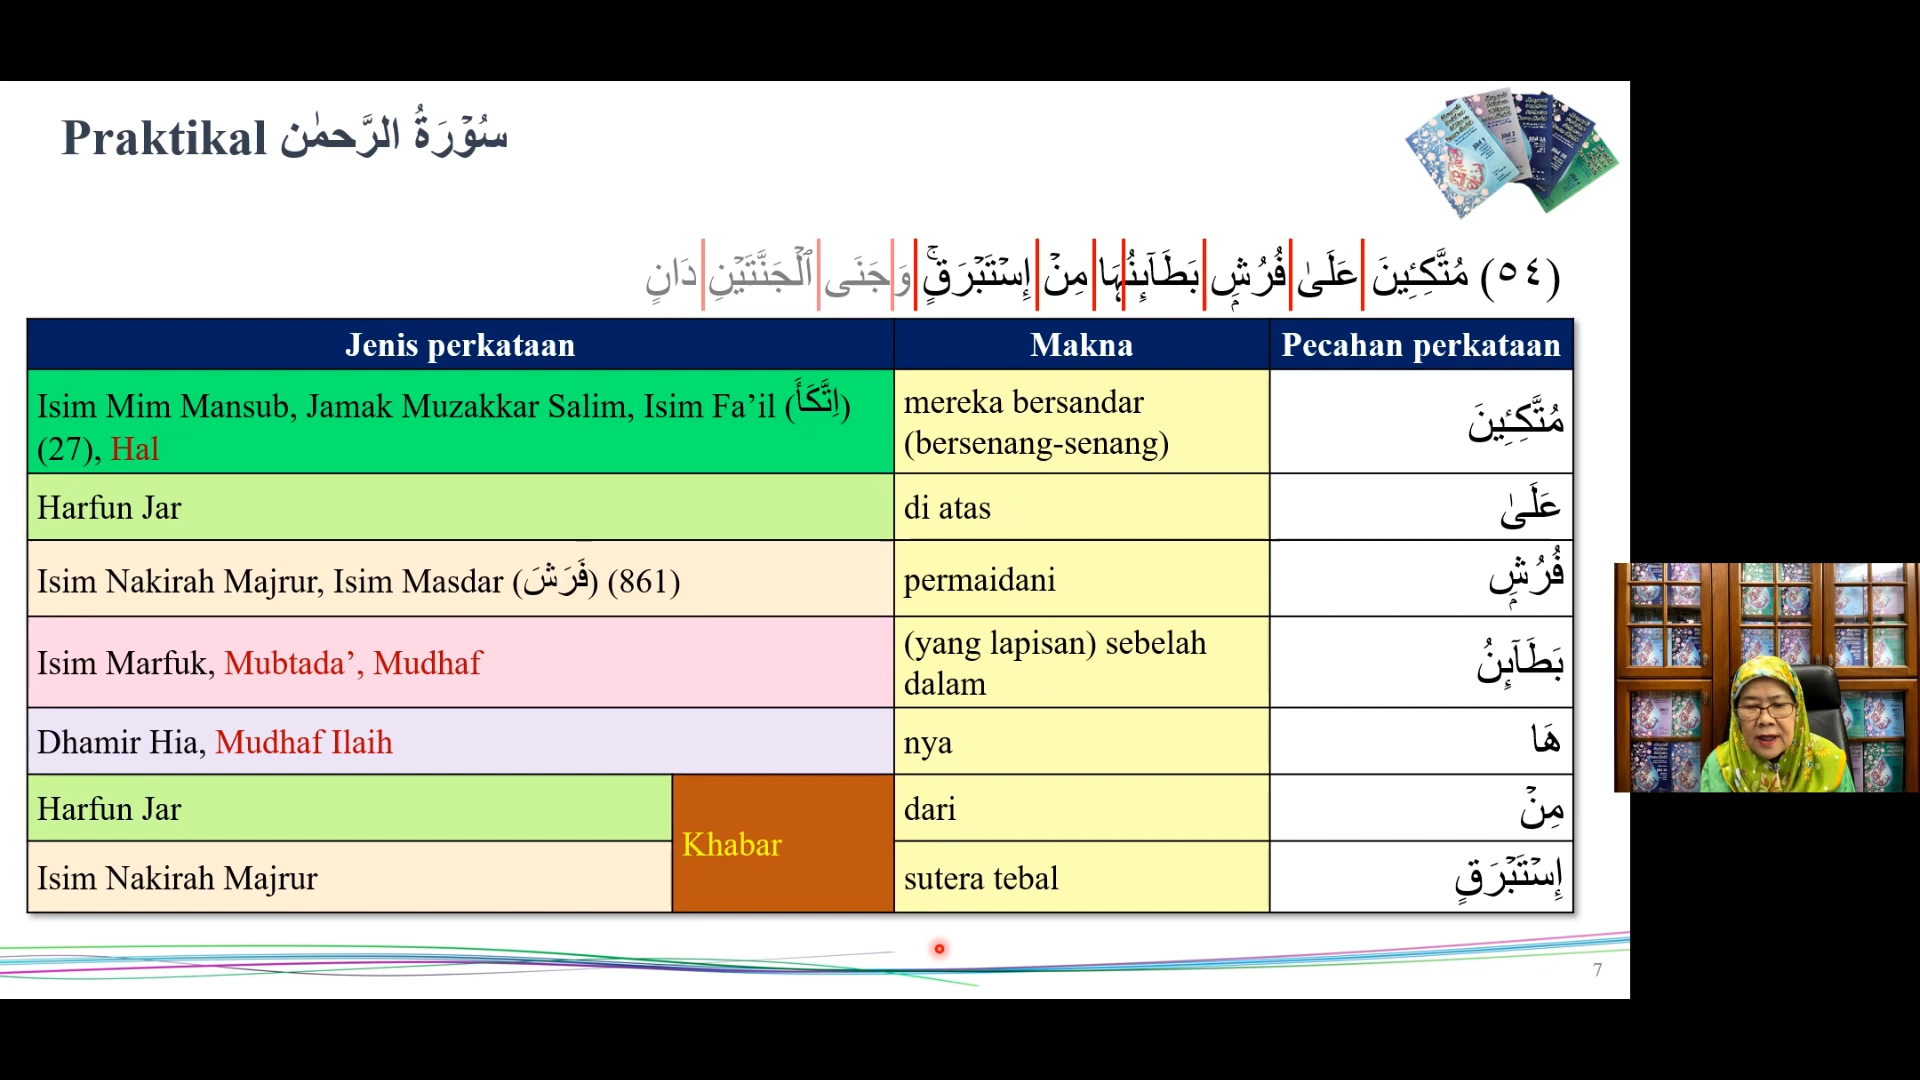 Praktikal سُوْرَةُ الرَّحمٰن
(٥٤) مُتَّكِـِٔينَ عَلَىٰ فُرُشٍۭ بَطَآىِٕنُهَا مِنْ إِسْتَبْرَقٍۚ وَجَنَى ٱلْجَنَّتَيْنِ دَانٍ
Jenis perkataan Makna Pecahan perkataan
Isim Mim Mansub, Jamak Muzakkar Salim, Isim Fa’il (اِتَّكَأَ)
(27), Hal
mereka bersandar
(bersenang-senang)
مُتَّكِـِٔينَ
Harfun Jar
di atas
عَلَىٰ
Isim Nakirah Majrur, Isim Masdar (فَرَشَ) (861)
permaidani
فُرُشٍۭ
Isim Marfuk, Mubtada’, Mudhaf
(yang lapisan) sebelah
dalam
بَطَآىِٕنُ
Dhamir Hia, Mudhaf Ilaih
nya
هَا
Harfun Jar
dari
مِنْ
Khabar
Isim Nakirah Majrur
sutera tebal
إِسْتَبْرَقٍ
7